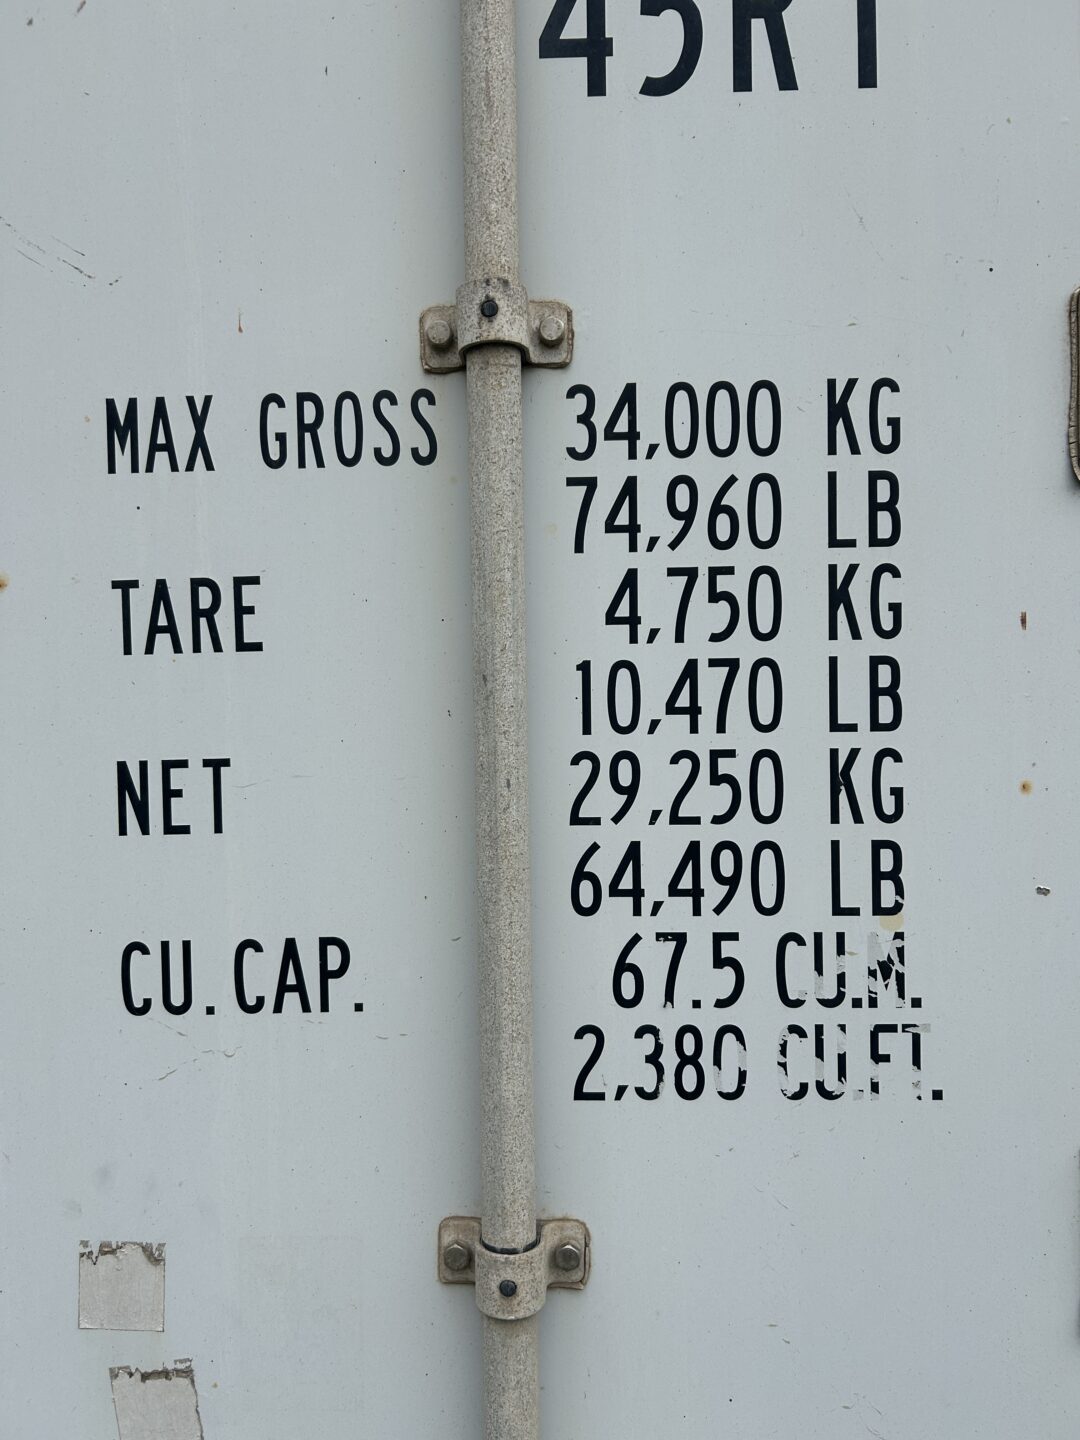 45R1
MAX GROSS 34,000 KG
74,960 LB
TARE 4,750 KG
10,470 LB
NET 29,250 KG
64,490 LB
CU.CAP. 67.5 CU.M.
2,380 CU.FT.